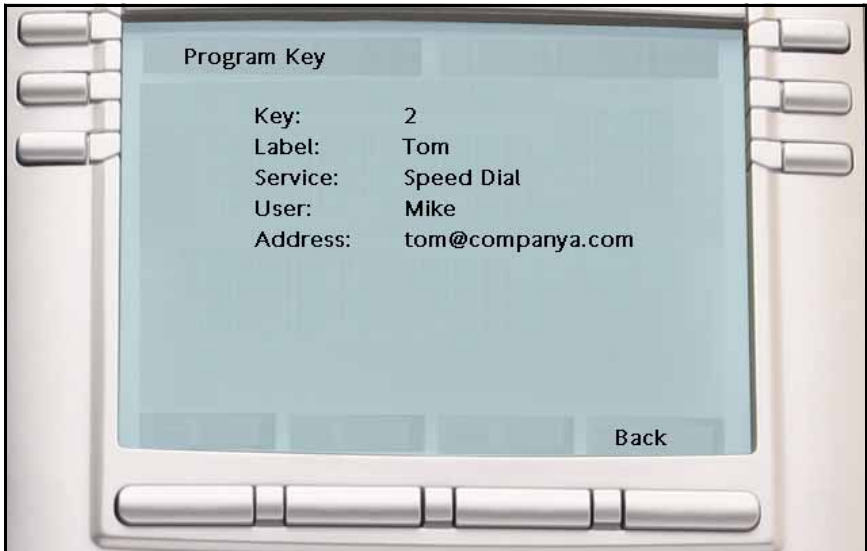 Program Key
Key: 2
Label: Tom
Service: Speed Dial
User: Mike
Address: tom@companya.com
Back